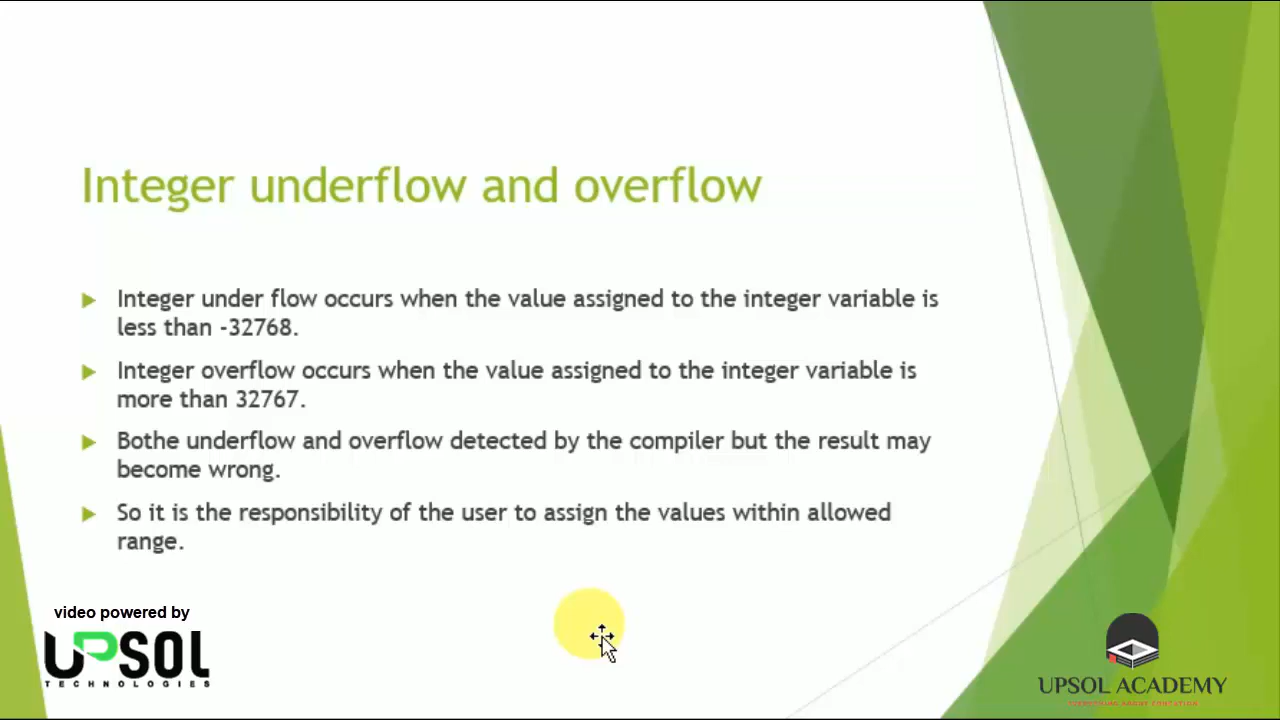 Integer underflow and overflow
Integer under flow occurs when the value assigned to the integer variable is
less than -32768.
Integer overflow occurs when the value assigned to the integer variable is
more than 32767.
Bothe underflow and overflow detected by the compiler but the result may
become wrong.
So it is the responsibility of the user to assign the values within allowed
range.
video powered by
UPSOL
TECHNOLOGIES
UPSOL ACADEMY